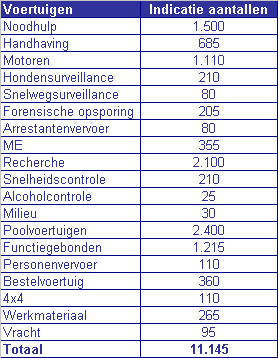 Voertuigen Indicatie aantallen
Noodhulp 1.500
Handhaving 685
Motoren 1.110
Hondensurveillance 210
Snelwegsurveillance 80
Forensische opsporing 205
Arrestantenvervoer 80
ME 355
Recherche 2.100
Snelheidscontrole 210
Alcoholcontrole 25
Milieu 30
Poolvoertuigen 2.400
Functiegebonden 1.215
Personenvervoer 110
Bestelvoertuig 360
4x4 110
Werkmateriaal 265
Vracht 95
Totaal 11.145